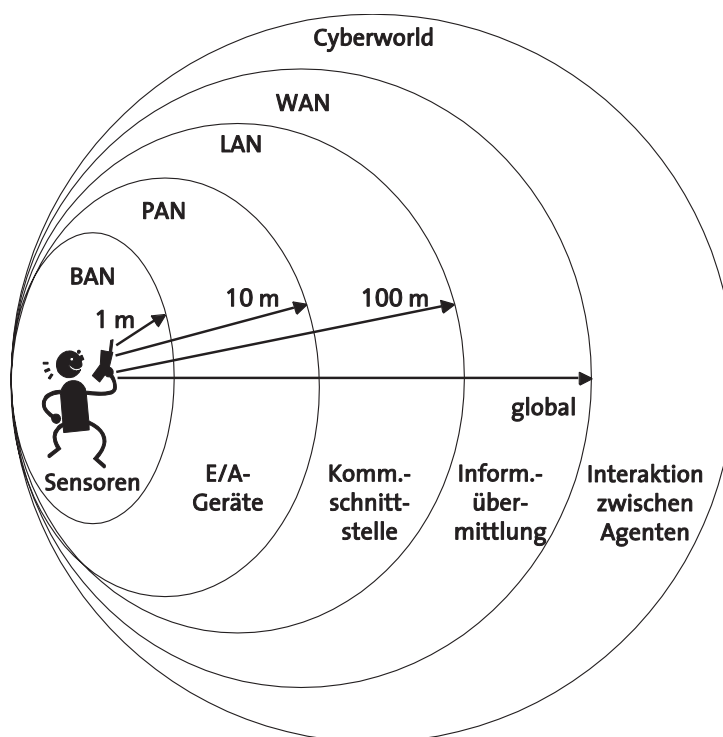 Cyberworld
WAN
LAN
PAN
BAN
1 m
10 m
100 m
global
Sensoren
E/A-
Geräte
Komm.-
schnitt-
stelle
Inform.-
über-
mittlung
Interaktion
zwischen
Agenten